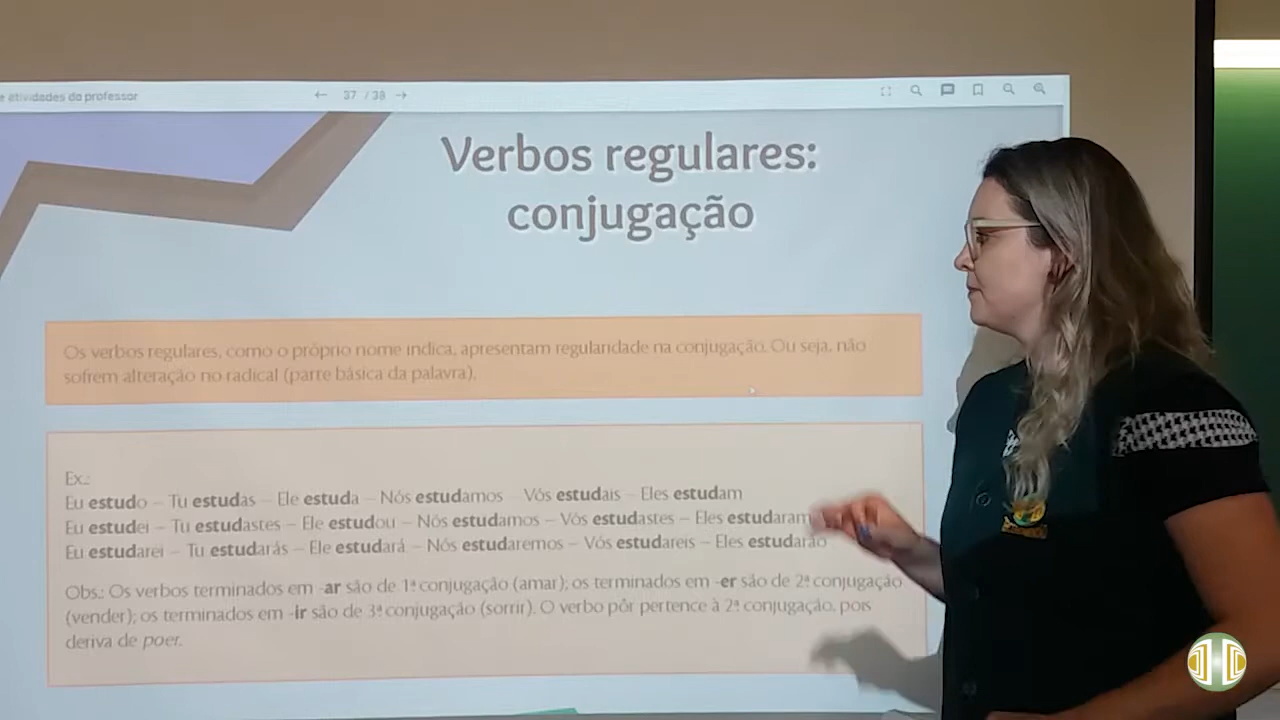 e atividades do professor
← 37 / 38 →
Verbos regulares:
conjugação
Os verbos regulares, como o próprio nome indica, apresentam regularidade na conjugação. Ou seja, não
sofrem alteração no radical (parte básica da palavra).
Ex.:
Eu estudo – Tu estudas – Ele estuda – Nós estudamos – Vós estudais – Eles estudam
Eu estudei – Tu estudastes – Ele estudou – Nós estudamos – Vós estudastes – Eles estudaram
Eu estudarei – Tu estudarás – Ele estudará – Nós estudaremos – Vós estudareis – Eles estudarão
Obs.: Os verbos terminados em -ar são de 1ª conjugação (amar); os terminados em -er são de 2ª conjugação
(vender); os terminados em -ir são de 3ª conjugação (sorrir). O verbo pôr pertence à 2ª conjugação, pois
deriva de poer.